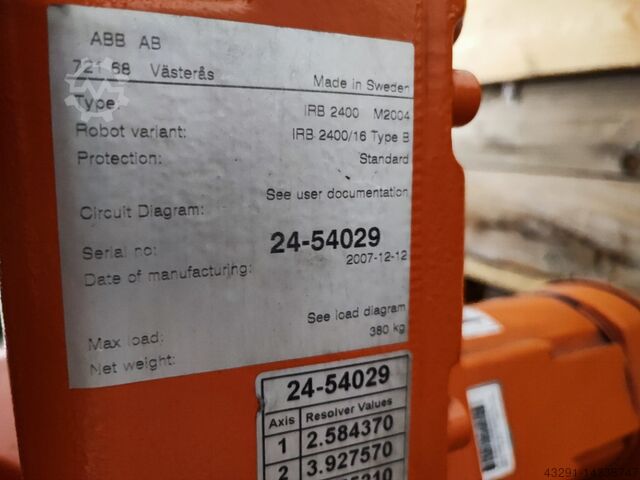 ABB AB
721 68 Västerås
Made in Sweden
Type: IRB 2400 M2004
Robot variant: IRB 2400/16 Type B
Protection: Standard
Circuit Diagram: See user documentation
Serial no: 24-54029
Date of manufacturing: 2007-12-12
Max load: See load diagram
Net weight: 380 kg
24-54029
Axis Resolver Values
1 2.584370
2 3.927570